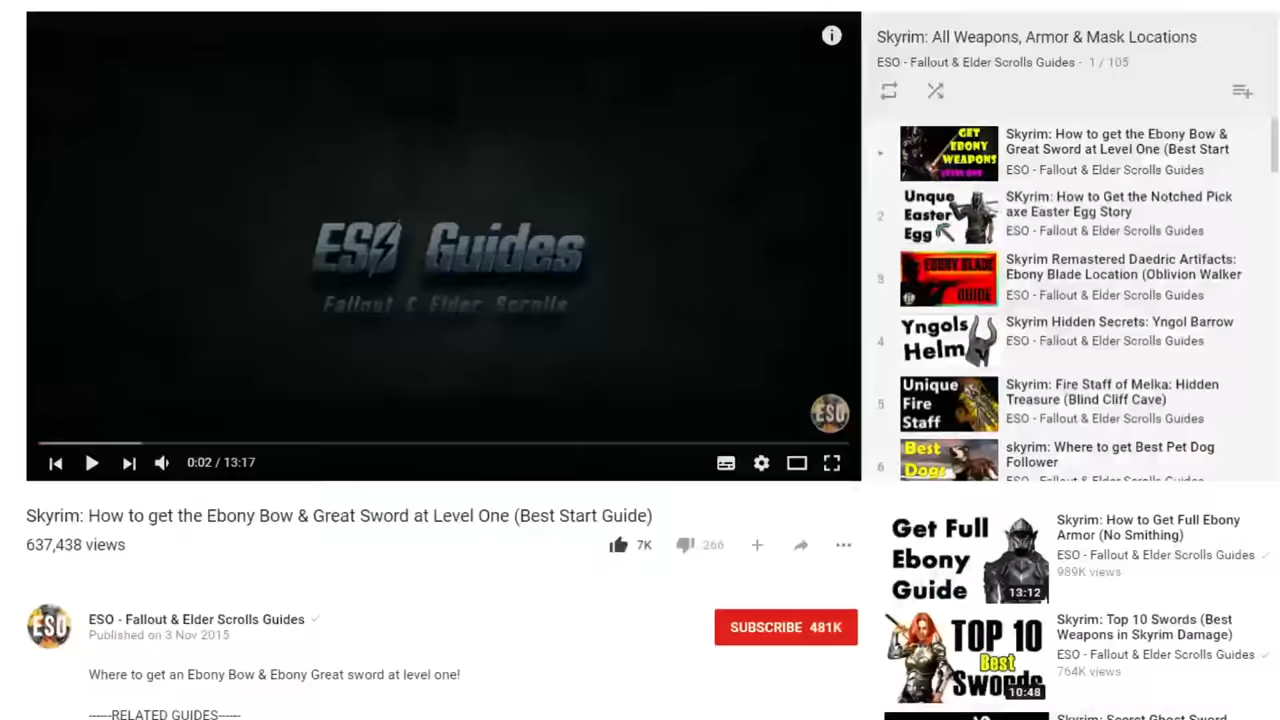 ESO Guides
Fallout & Elder Scrolls
ESO
0:02 / 13:17
Skyrim: How to get the Ebony Bow & Great Sword at Level One (Best Start Guide)
637,438 views
7K
266
ESO
ESO - Fallout & Elder Scrolls Guides
Published on 3 Nov 2015
SUBSCRIBE 481K
Where to get an Ebony Bow & Ebony Great sword at level one!
------RELATED GUIDES------
Skyrim: All Weapons, Armor & Mask Locations
ESO - Fallout & Elder Scrolls Guides - 1 / 105
GET
EBONY
WEAPONS
LEVEL ONE
Skyrim: How to get the Ebony Bow &
Great Sword at Level One (Best Start
ESO - Fallout & Elder Scrolls Guides
2
Unque
Easter
Egg
SKyrim: How to Get the Notched Pick
axe Easter Egg Story
ESO - Fallout & Elder Scrolls Guides
3
EBONY BLADE
GUIDE
Skyrim Remastered Daedric Artifacts:
Ebony Blade Location (Oblivion Walker
ESO - Fallout & Elder Scrolls Guides
4
Yngols
Helm
Skyrim Hidden Secrets: Yngol Barrow
ESO - Fallout & Elder Scrolls Guides
5
Unique
Fire
Staff
Skyrim: Fire Staff of Melka: Hidden
Treasure (Blind Cliff Cave)
ESO - Fallout & Elder Scrolls Guides
6
Best
Dogs
skyrim: Where to get Best Pet Dog
Follower
ESO - Fallout & Elder Scrolls Guides
Get Full
Ebony
Guide
13:12
Skyrim: How to Get Full Ebony
Armor (No Smithing)
ESO - Fallout & Elder Scrolls Guides
989K views
TOP 10
Best
Swords
10:48
Skyrim: Top 10 Swords (Best
Weapons in Skyrim Damage)
ESO - Fallout & Elder Scrolls Guides
764K views
Skyrim: Secret Ghost Sword